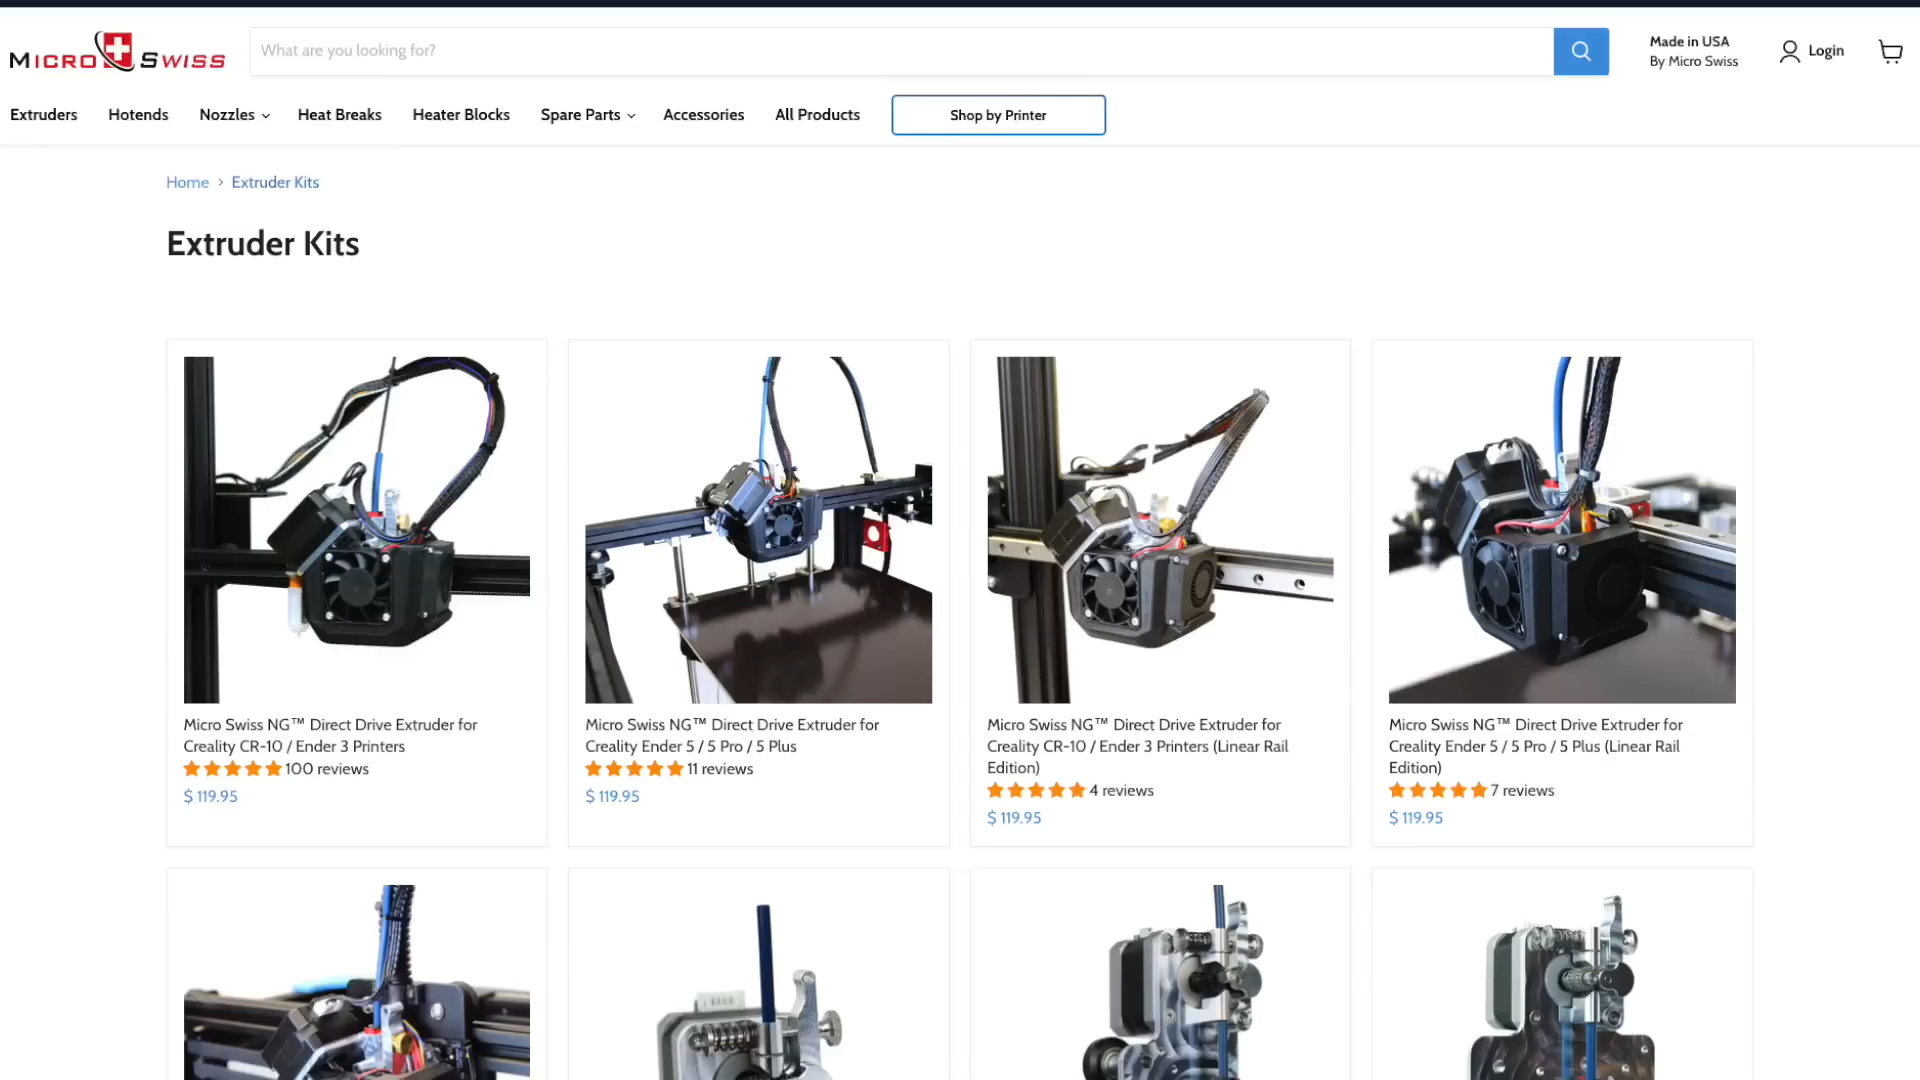 MICRO SWISS
What are you looking for?
Made in USA
By Micro Swiss
Login
Extruders
Hotends
Nozzles
Heat Breaks
Heater Blocks
Spare Parts
Accessories
All Products
Shop by Printer
Home › Extruder Kits
Extruder Kits
Micro Swiss NG™ Direct Drive Extruder for
Creality CR-10 / Ender 3 Printers
100 reviews
$ 119.95
Micro Swiss NG™ Direct Drive Extruder for
Creality Ender 5 / 5 Pro / 5 Plus
11 reviews
$ 119.95
Micro Swiss NG™ Direct Drive Extruder for
Creality CR-10 / Ender 3 Printers (Linear Rail
Edition)
4 reviews
$ 119.95
Micro Swiss NG™ Direct Drive Extruder for
Creality Ender 5 / 5 Pro / 5 Plus (Linear Rail
Edition)
7 reviews
$ 119.95